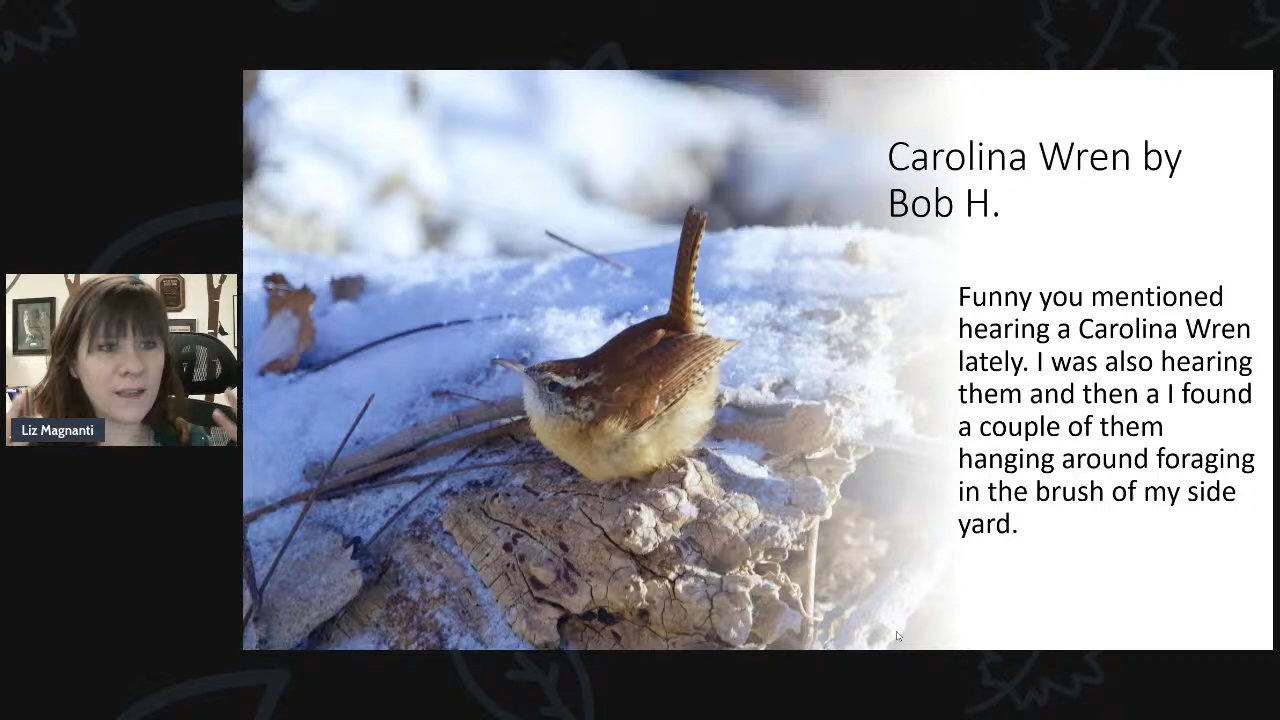 Carolina Wren by
Bob H.
Funny you mentioned
hearing a Carolina Wren
lately. I was also hearing
them and then a I found
a couple of them
hanging around foraging
in the brush of my side
yard.
Liz Magnanti